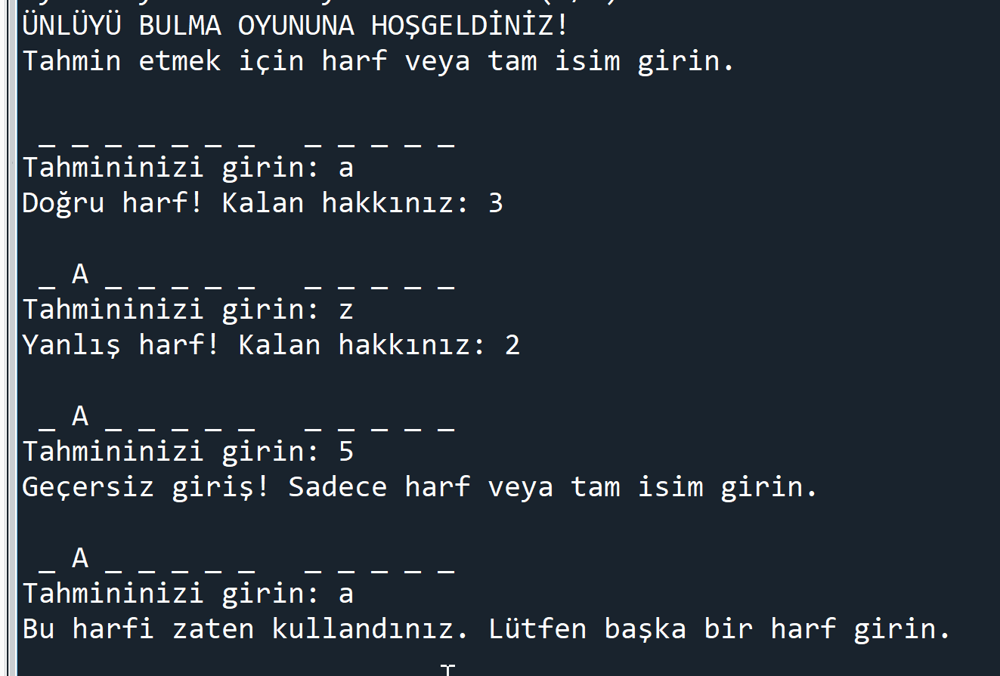 ÜNLÜYÜ BULMA OYUNUNA HOŞGELDİNİZ!
Tahmin etmek için harf veya tam isim girin.
_ _ _ _ _ _ _   _ _ _ _ _
Tahmininizi girin: a
Doğru harf! Kalan hakkınız: 3
_ A _ _ _ _ _   _ _ _ _ _
Tahmininizi girin: z
Yanlış harf! Kalan hakkınız: 2
_ A _ _ _ _ _   _ _ _ _ _
Tahmininizi girin: 5
Geçersiz giriş! Sadece harf veya tam isim girin.
_ A _ _ _ _ _   _ _ _ _ _
Tahmininizi girin: a
Bu harfi zaten kullandınız. Lütfen başka bir harf girin.